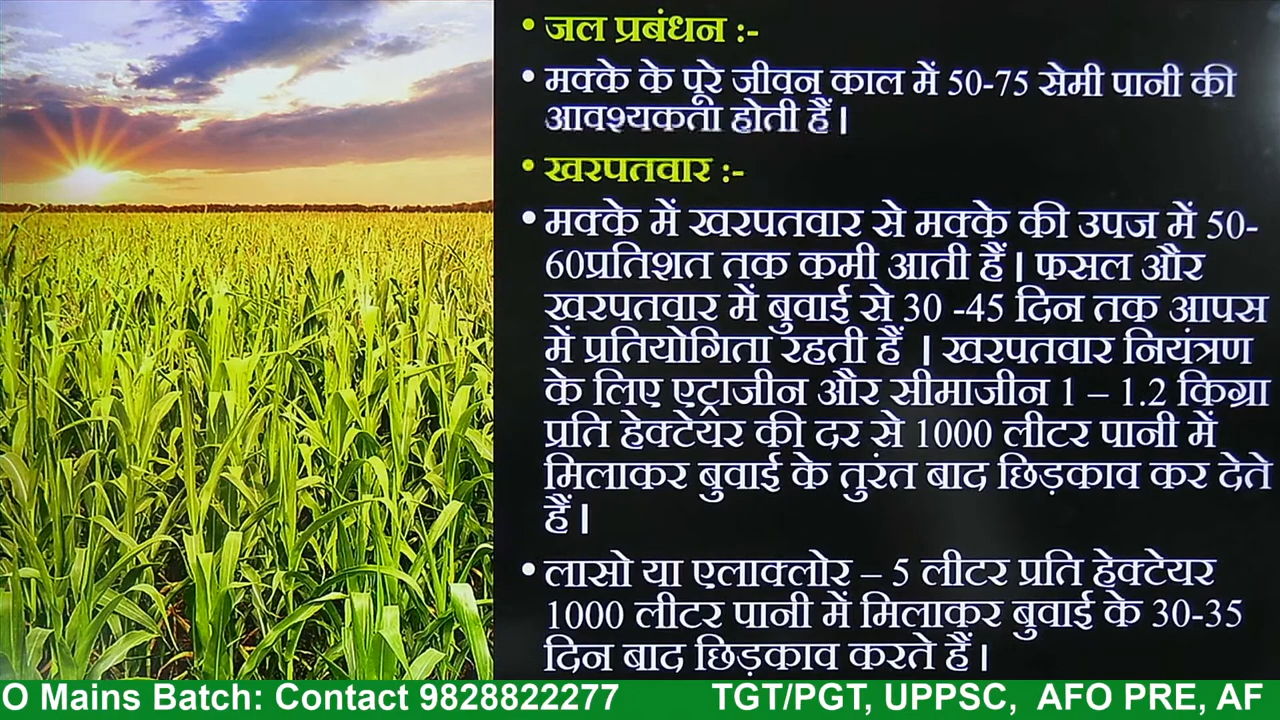 • जल प्रबंधन :-
• मक्के के पूरे जीवन काल में 50-75 सेमी पानी की
आवश्यकता होती हैं।
• खरपतवार :-
• मक्के में खरपतवार से मक्के की उपज में 50-
60प्रतिशत तक कमी आती हैं। फसल और
खरपतवार में बुवाई से 30 -45 दिन तक आपस
में प्रतियोगिता रहती हैं । खरपतवार नियंत्रण
के लिए एट्राजीन और सीमाजीन 1 – 1.2 किग्रा
प्रति हेक्टेयर की दर से 1000 लीटर पानी में
मिलाकर बुवाई के तुरंत बाद छिड़काव कर देते
हैं।
• लासो या एलाक्लोर – 5 लीटर प्रति हेक्टेयर
1000 लीटर पानी में मिलाकर बुवाई के 30-35
दिन बाद छिड़काव करते हैं।
O Mains Batch: Contact 9828822277 TGT/PGT, UPPSC, AFO PRE, AF